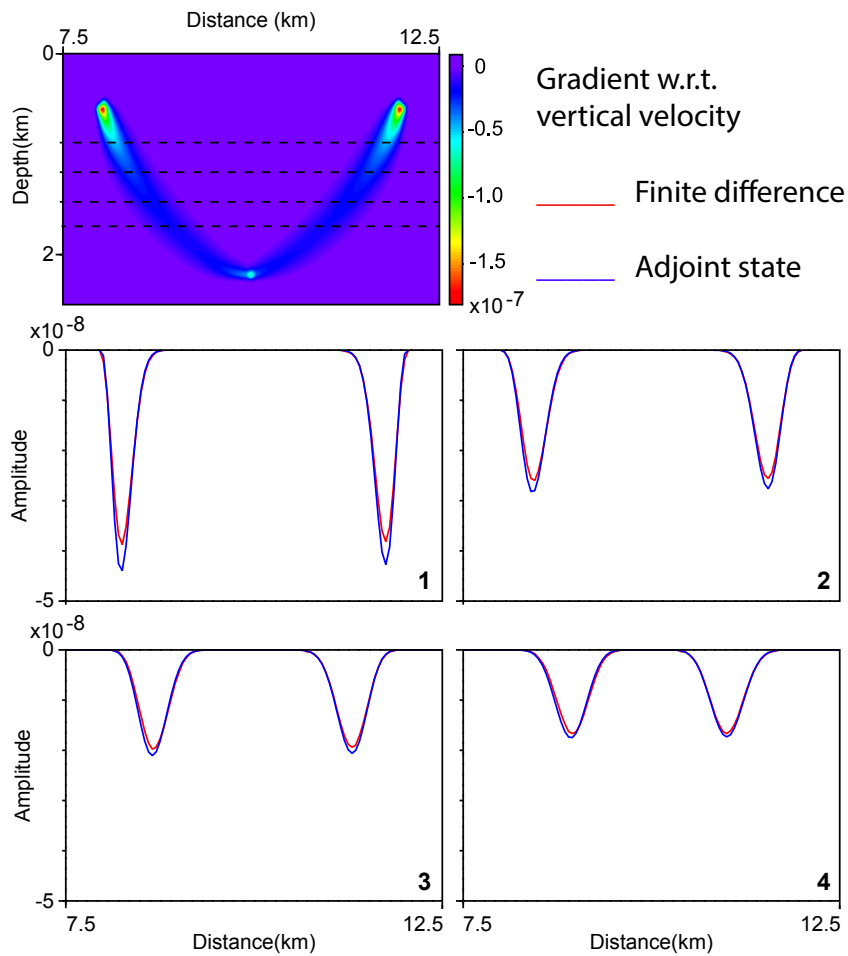 Distance (km)
7.5 12.5
0
Depth(km)
2
0
-0.5
-1.0
-1.5
x10 -7
Gradient w.r.t.
vertical velocity
Finite difference
Adjoint state
x10-8
0
Amplitude
-5
1
2
x10-8
0
Amplitude
-5
3
4
7.5 12.5
Distance(km)
7.5 12.5
Distance(km)